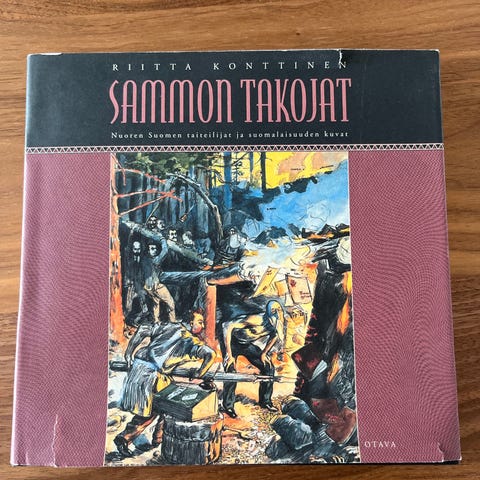 RIITTA KONTTINEN
SAMMON TAKOJAT
Nuoren Suomen taiteilijat ja suomalaisuuden kuvat
OTAVA